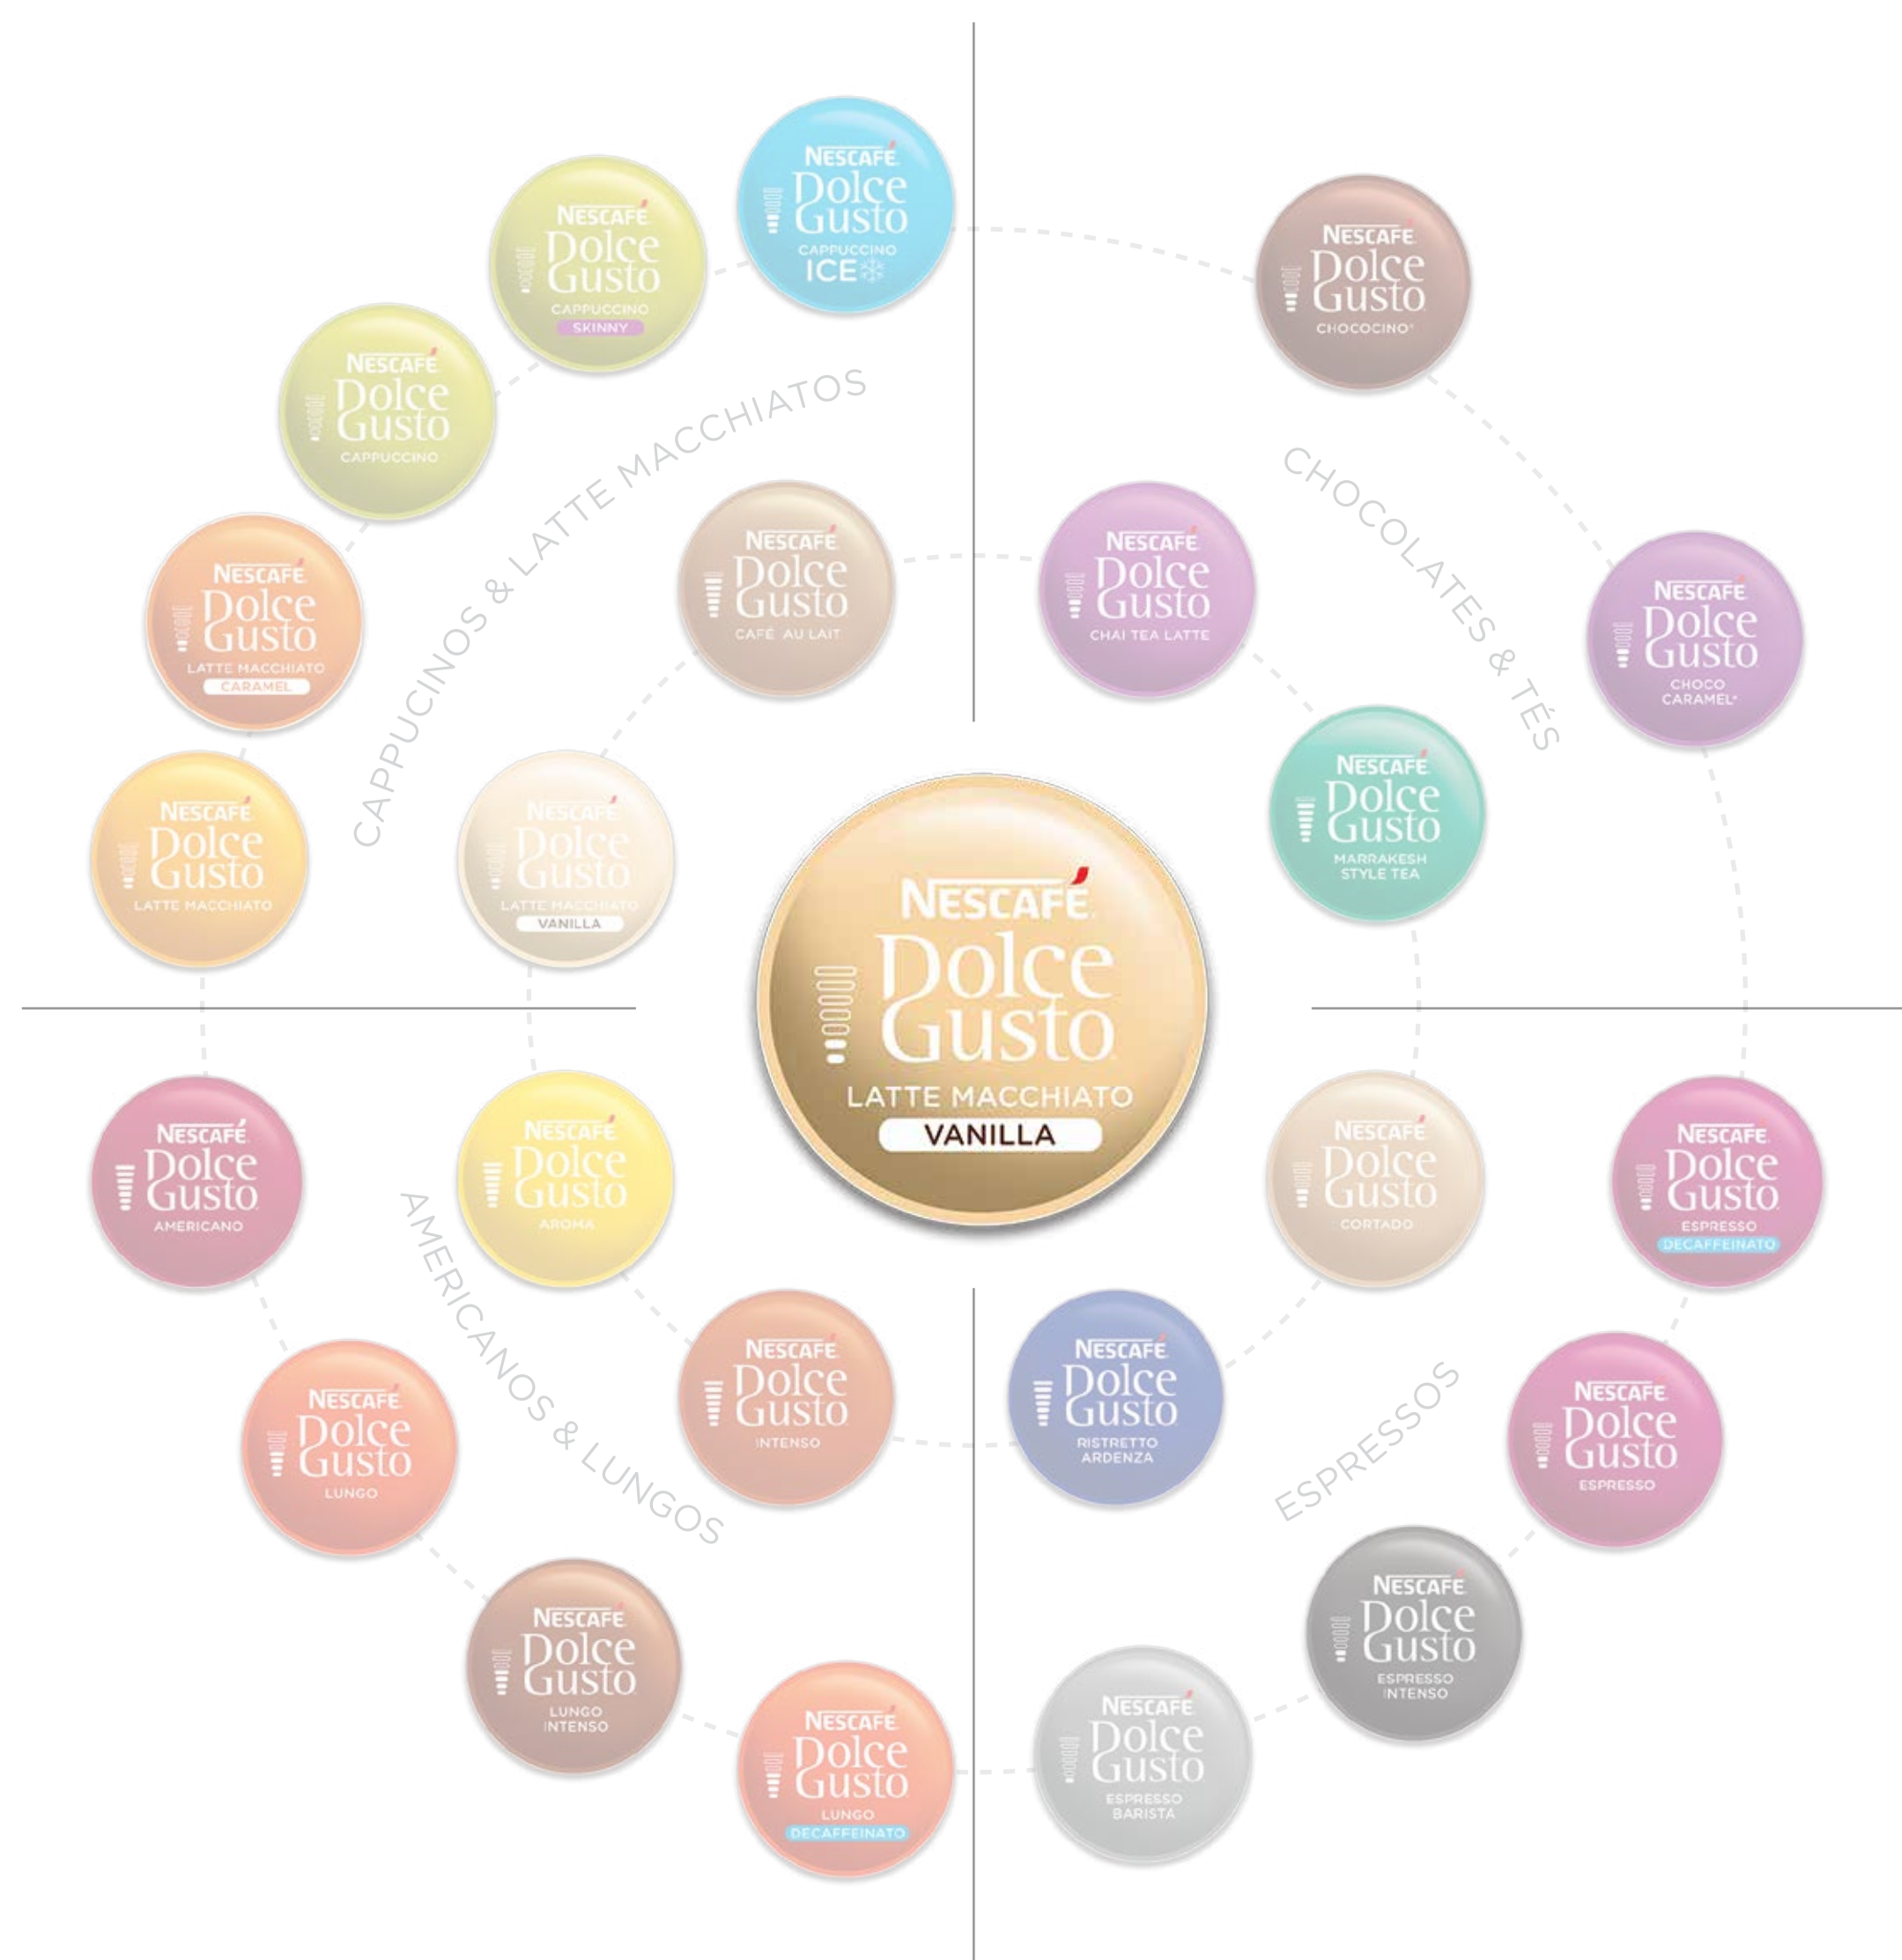 NESCAFÉ
Dolce
Gusto
CAPPUCCINO
ICE
NESCAFÉ
Dolce
Gusto
CAPPUCCINO
SKINNY
NESCAFÉ
Dolce
Gusto
CAPPUCCINO
NESCAFÉ
Dolce
Gusto
LATTE MACCHIATO
CARAMEL
NESCAFÉ
Dolce
Gusto
LATTE MACCHIATO
CAPPUCINOS & LATTE MACCHIATOS
NESCAFÉ
Dolce
Gusto
CAFÉ AU LAIT
NESCAFÉ
Dolce
Gusto
LATTE MACCHIATO
VANILLA
NESCAFÉ
Dolce
Gusto
CHOCOCINO*
NESCAFÉ
Dolce
Gusto
CHOCO
CARAMEL*
CHOCOLATES & TÉS
NESCAFÉ
Dolce
Gusto
CHAI TEA LATTE
NESCAFÉ
Dolce
Gusto
MARRAKESH
STYLE TEA
NESCAFÉ
Dolce
Gusto
LATTE MACCHIATO
VANILLA
NESCAFÉ
Dolce
Gusto
AMERICANO
NESCAFÉ
Dolce
Gusto
AROMA
NESCAFÉ
Dolce
Gusto
INTENSO
AMERICANOS & LUNGOS
NESCAFÉ
Dolce
Gusto
LUNGO
NESCAFÉ
Dolce
Gusto
LUNGO
INTENSO
NESCAFÉ
Dolce
Gusto
LUNGO
DECAFFEINATO
NESCAFÉ
Dolce
Gusto
CORTADO
NESCAFÉ
Dolce
Gusto
ESPRESSO
DECAFFEINATO
NESCAFÉ
Dolce
Gusto
RISTRETTO
ARDENZA
ESPRESSOS
NESCAFÉ
Dolce
Gusto
ESPRESSO
NESCAFÉ
Dolce
Gusto
ESPRESSO
INTENSO
NESCAFÉ
Dolce
Gusto
ESPRESSO
BARISTA